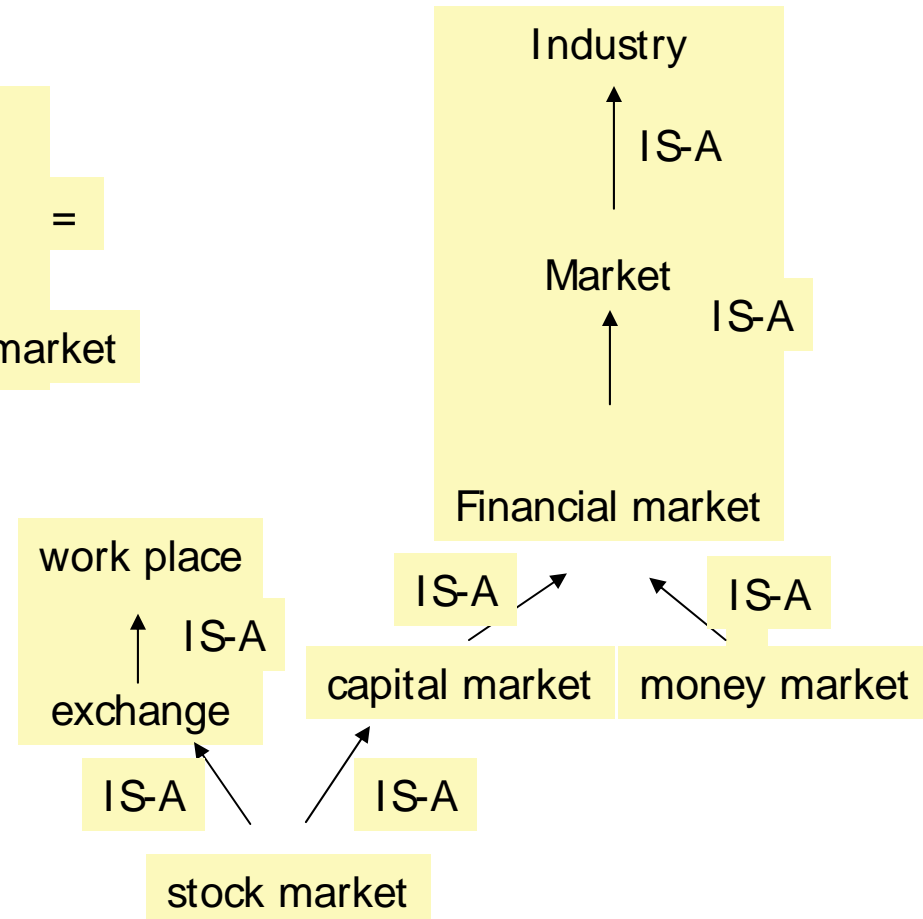 Industry
IS-A
=
Market
IS-A
market
Financial market
work place
IS-A
IS-A
IS-A
capital market
money market
exchange
IS-A
IS-A
stock market